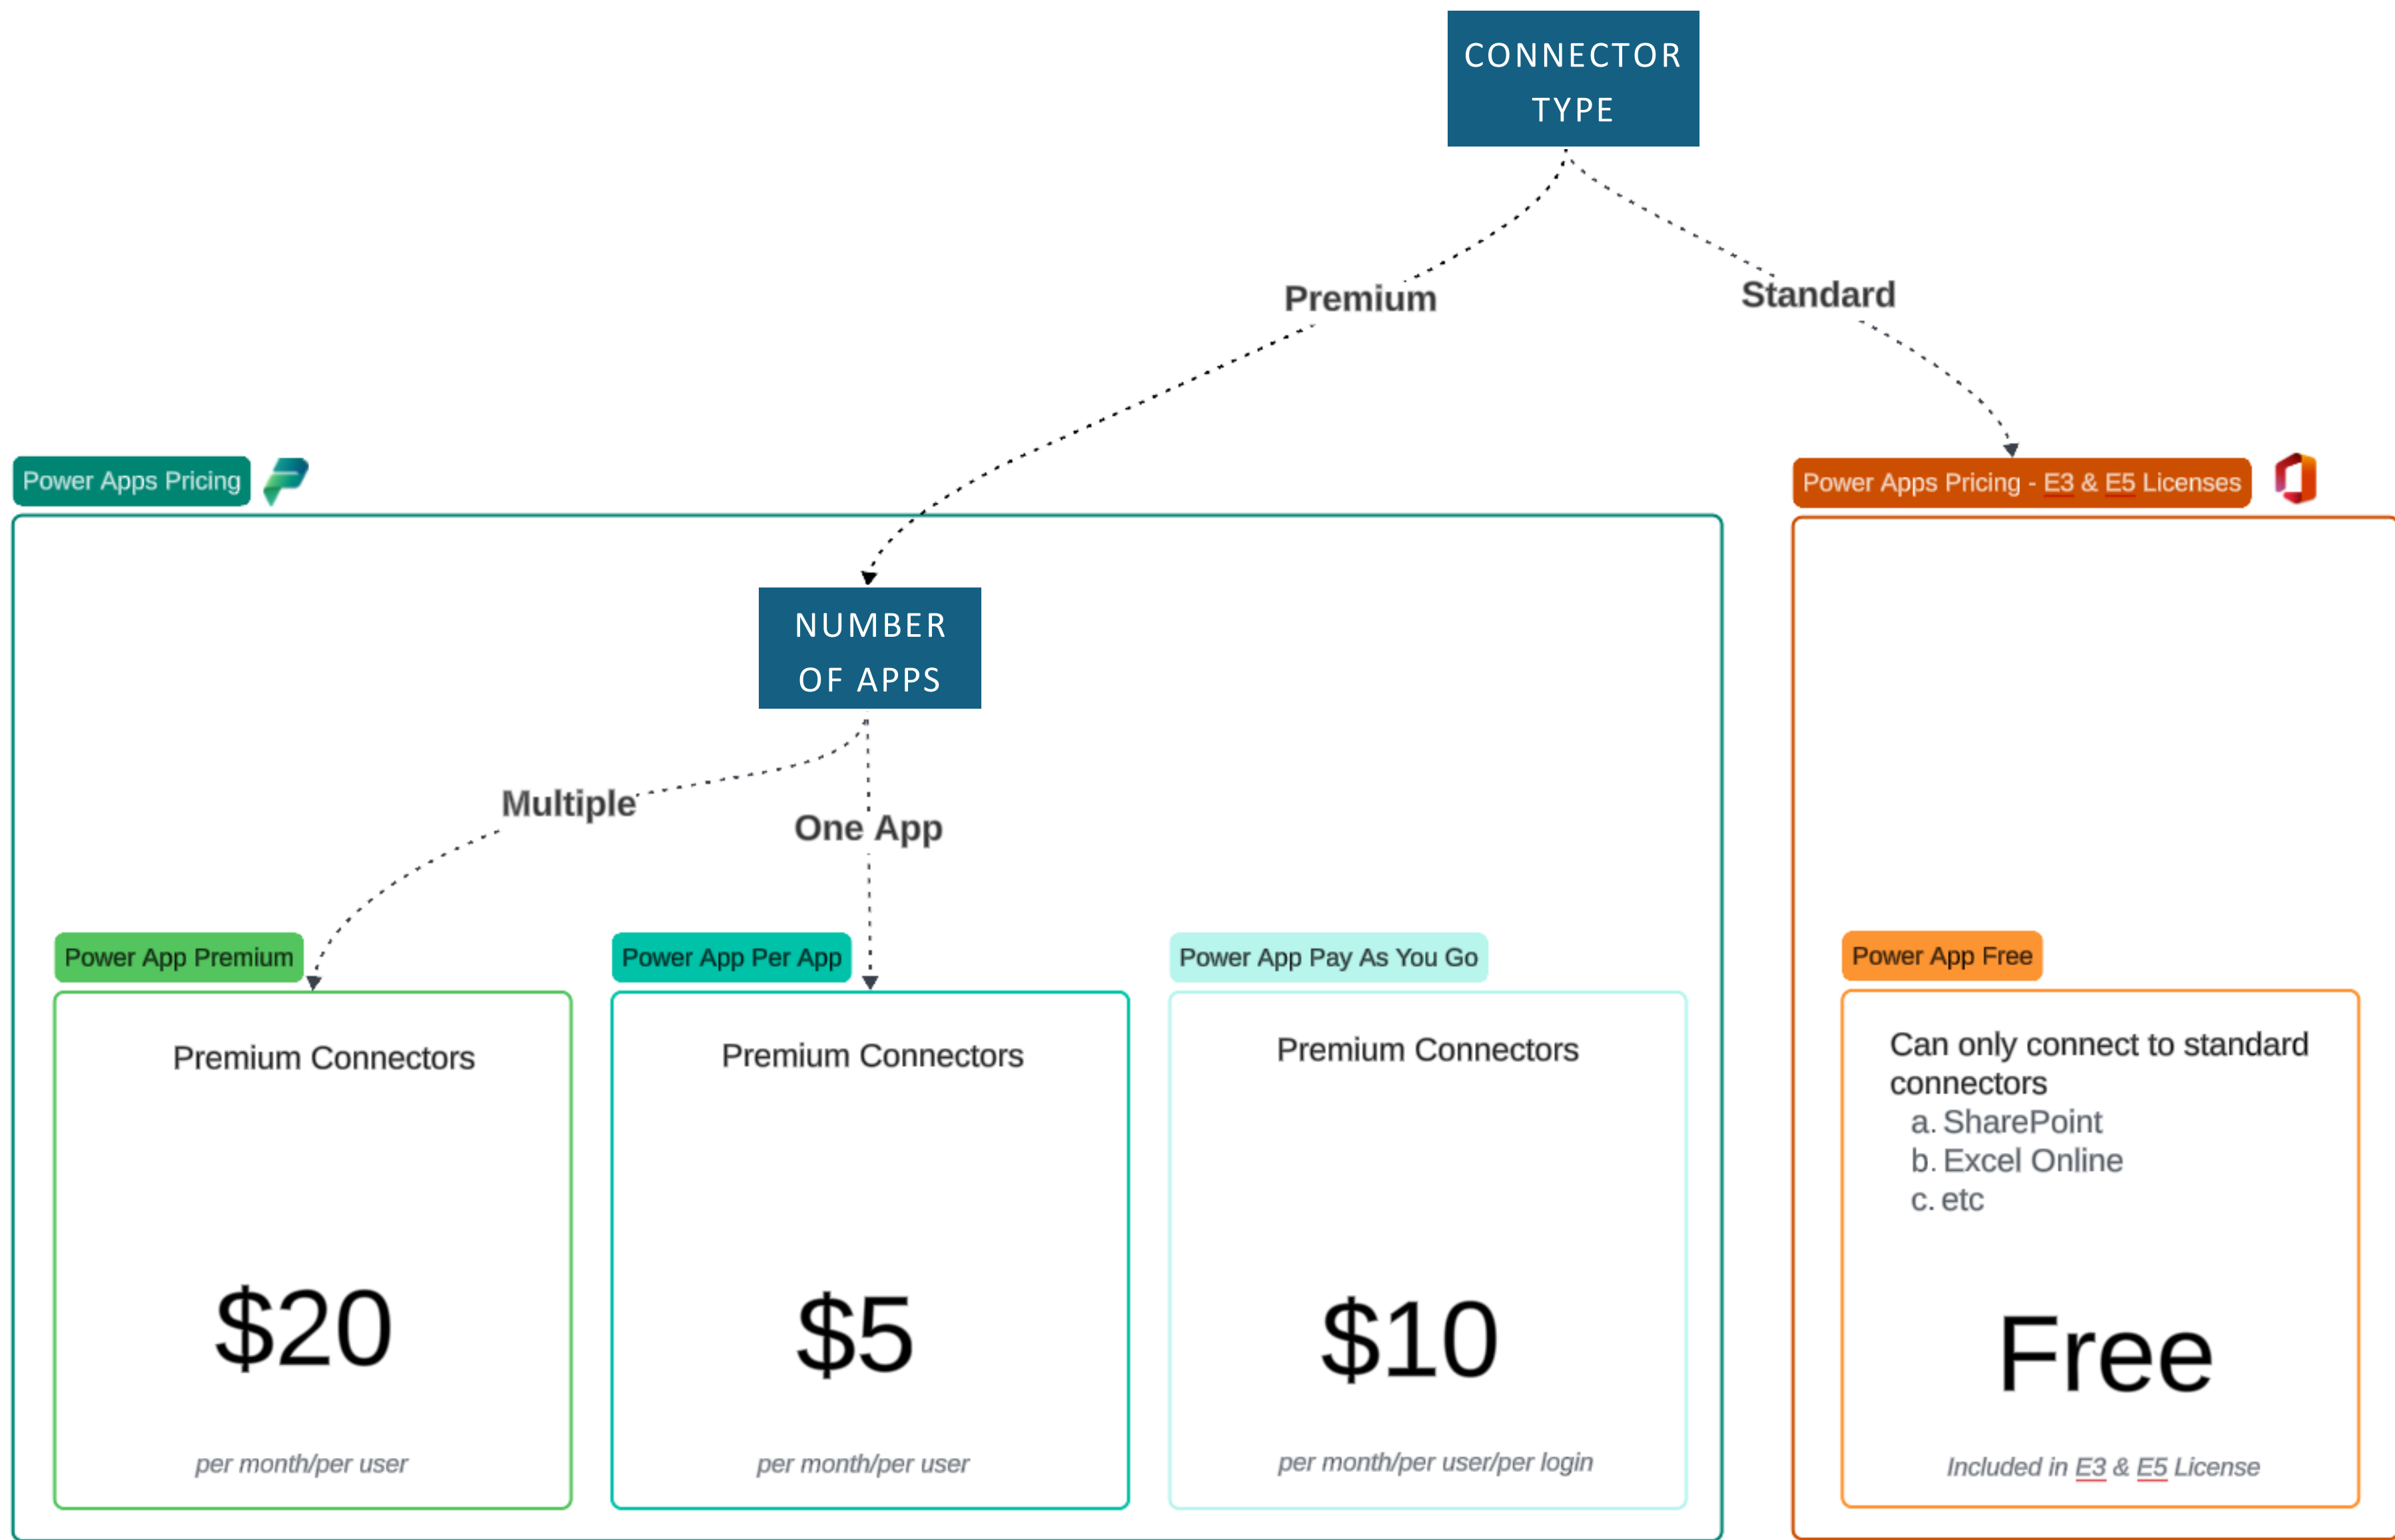 CONNECTOR
TYPE
Premium
Standard
Power Apps Pricing
Power Apps Pricing - E3 & E5 Licenses
NUMBER
OF APPS
Multiple
One App
Power App Premium
Premium Connectors
$20
per month/per user
Power App Per App
Premium Connectors
$5
per month/per user
Power App Pay As You Go
Premium Connectors
$10
per month/per user/per login
Power App Free
Can only connect to standard
connectors
a. SharePoint
b. Excel Online
c. etc
Free
Included in E3 & E5 License